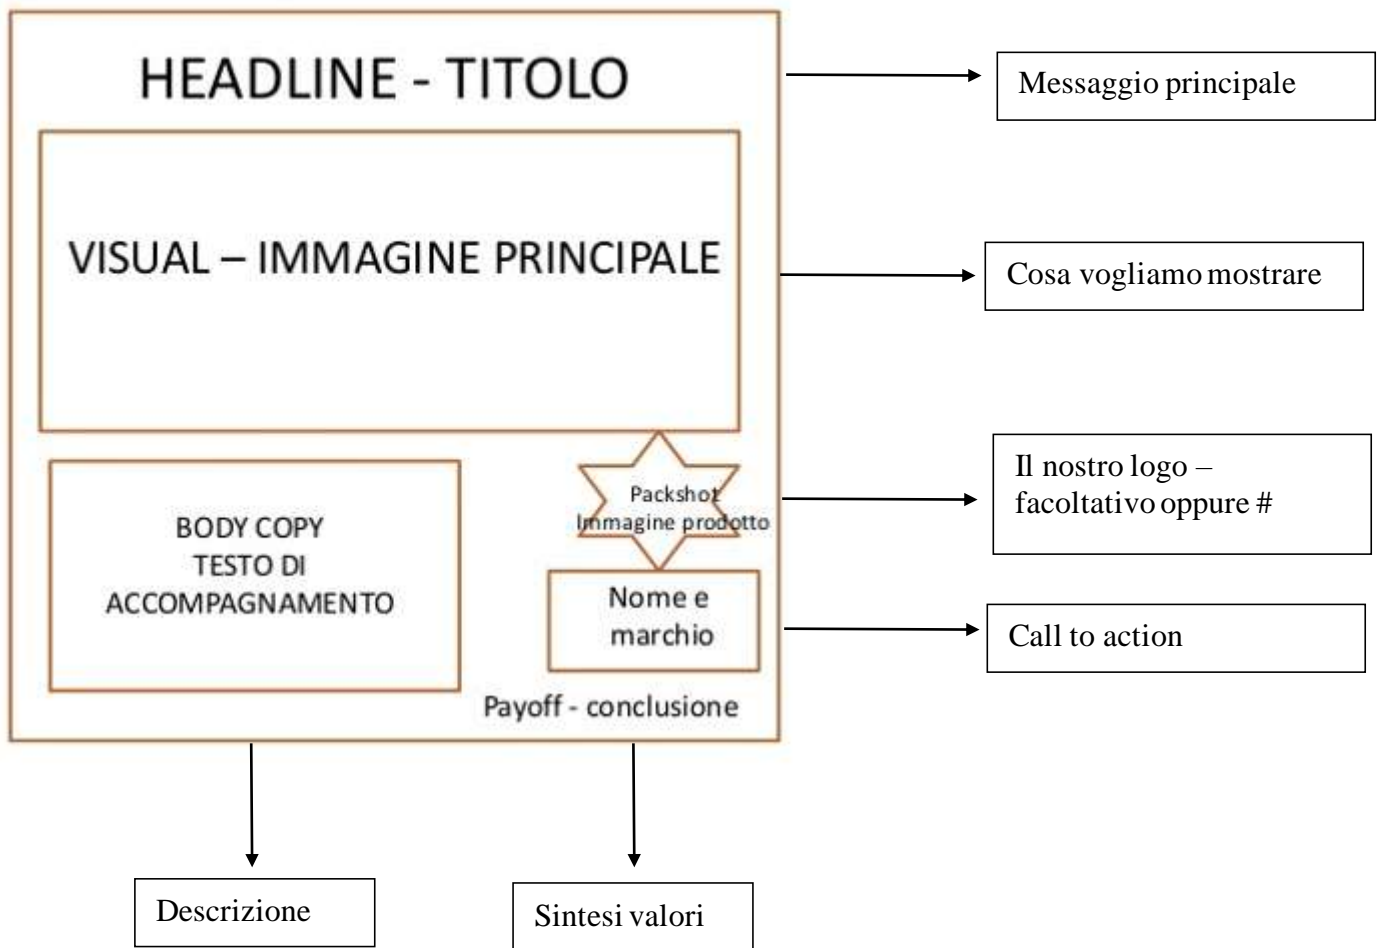 HEADLINE - TITOLO
Messaggio principale
VISUAL – IMMAGINE PRINCIPALE
Cosa vogliamo mostrare
Packshot
Immagine prodotto
Il nostro logo –
facoltativo oppure #
BODY COPY
TESTO DI
ACCOMPAGNAMENTO
Nome e
marchio
Call to action
Payoff - conclusione
Descrizione
Sintesi valori